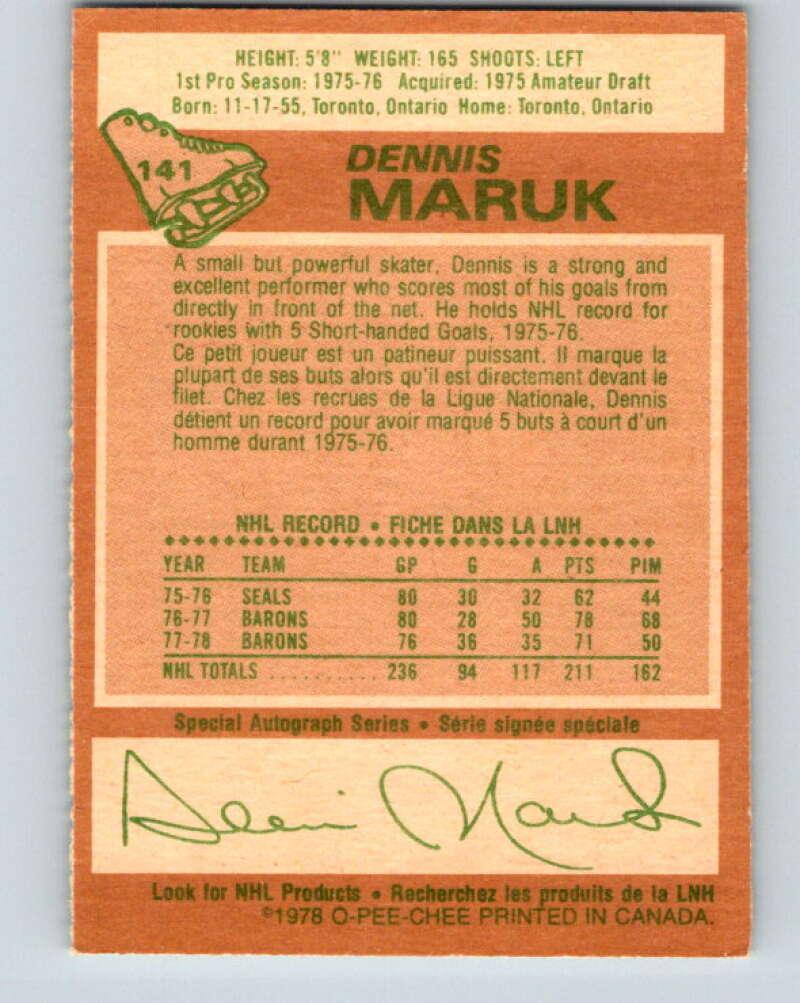 HEIGHT: 5'8" WEIGHT: 165 SHOOTS: LEFT
1st Pro Season: 1975-76 Acquired: 1975 Amateur Draft
Born: 11-17-55, Toronto, Ontario Home: Toronto, Ontario
141
DENNIS
MARUK
A small but powerful skater, Dennis is a strong and
excellent performer who scores most of his goals from
directly in front of the net. He holds NHL record for
rookies with 5 Short-handed Goals, 1975-76.
Ce petit joueur est un patineur puissant. Il marque la
plupart de ses buts alors qu'il est directement devant le
filet. Chez les recrues de la Ligue Nationale, Dennis
détient un record pour avoir marqué 5 buts à court d'un
homme durant 1975-76.
NHL RECORD • FICHE DANS LA LNH
YEAR TEAM GP G A PTS PIM
75-76 SEALS 80 30 32 62 44
76-77 BARONS 80 28 50 78 68
77-78 BARONS 76 36 35 71 50
NHL TOTALS .......... 236 94 117 211 162
Special Autograph Series • Série signée spéciale
Dennis Maruk
Look for NHL Products • Recherchez les produits de la LNH
©1978 O-PEE-CHEE PRINTED IN CANADA.